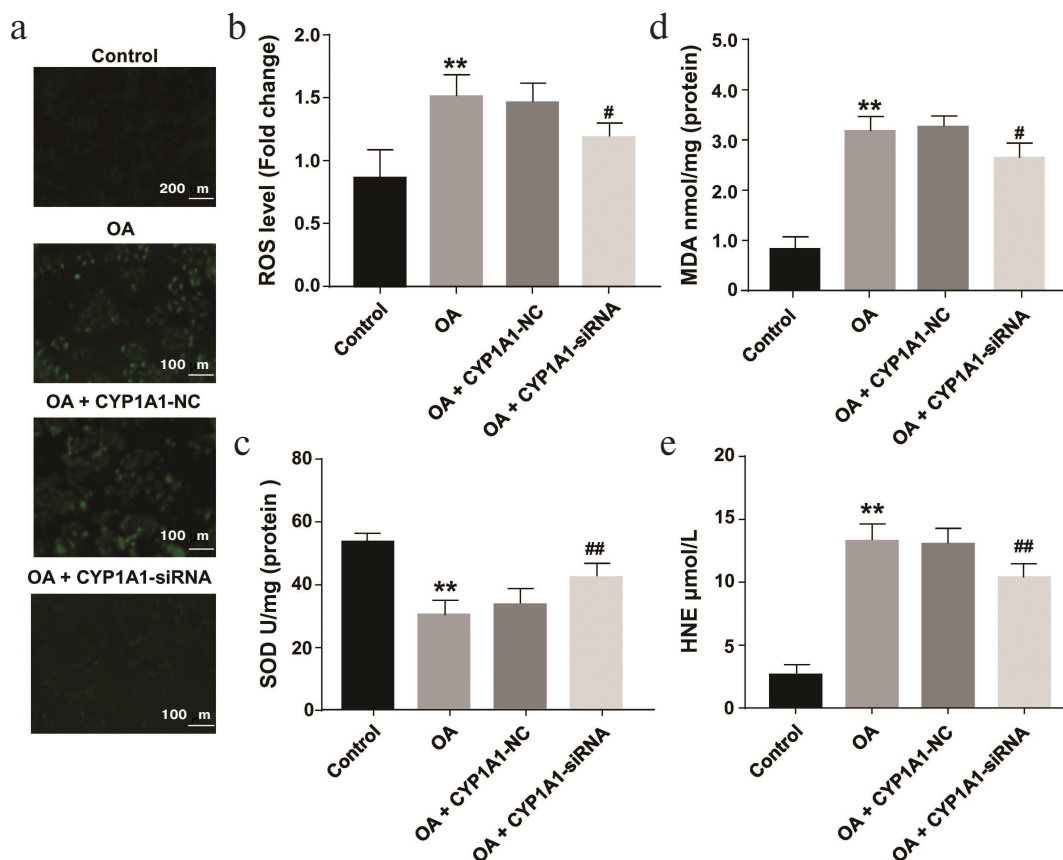 a
Control
200 m
OA
100 m
OA + CYP1A1-NC
100 m
OA + CYP1A1-siRNA
100 m
b
ROS level (Fold change)
2.0
1.5
1.0
0.5
0.0
**
#
Control
OA
OA + CYP1A1-NC
OA + CYP1A1-siRNA
c
SOD U/mg (protein )
80
60
40
20
0
**
##
Control
OA
OA + CYP1A1-NC
OA + CYP1A1-siRNA
d
MDA nmol/mg (protein)
5.0
4.0
3.0
2.0
1.0
0
**
#
Control
OA
OA + CYP1A1-NC
OA + CYP1A1-siRNA
e
HNE μmol/L
20
15
10
5
0
**
##
Control
OA
OA + CYP1A1-NC
OA + CYP1A1-siRNA